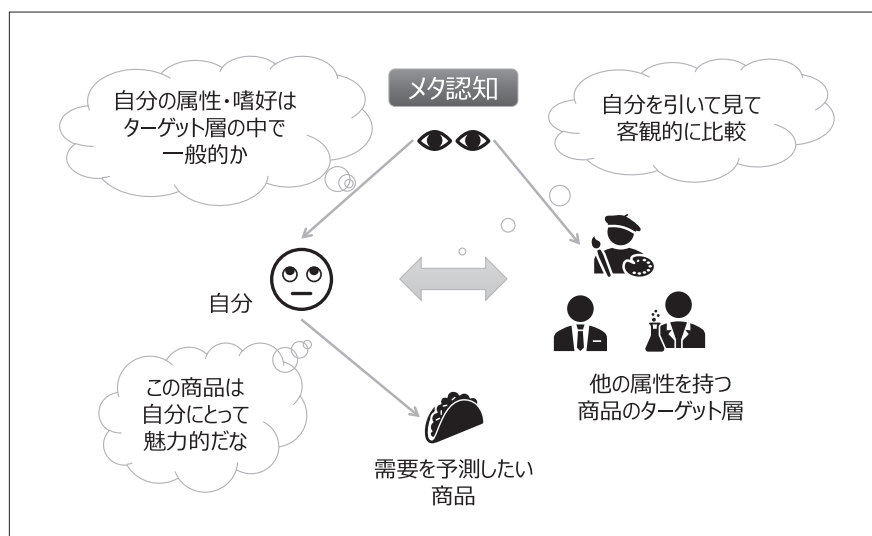 メタ認知
自分の属性・嗜好は
ターゲット層の中で
一般的か
自分を引いて見て
客観的に比較
自分
この商品は
自分にとって
魅力的だな
他の属性を持つ
商品のターゲット層
需要を予測したい
商品